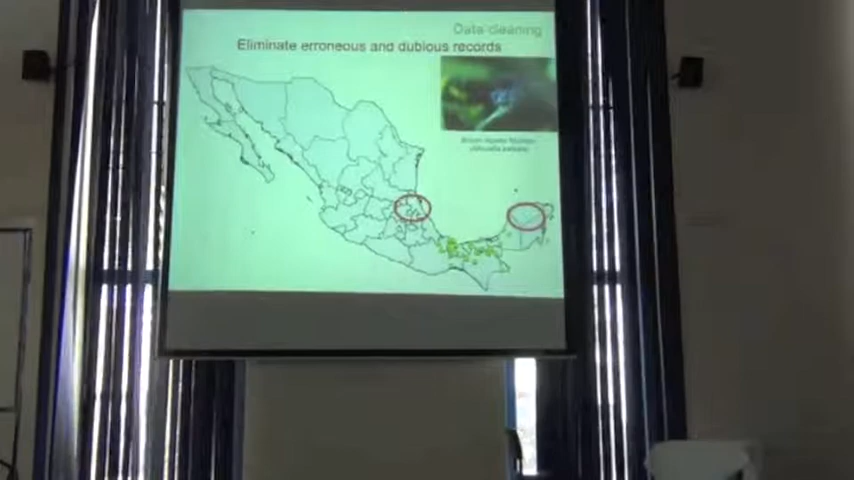 Data cleaning
Eliminate erroneous and dubious records